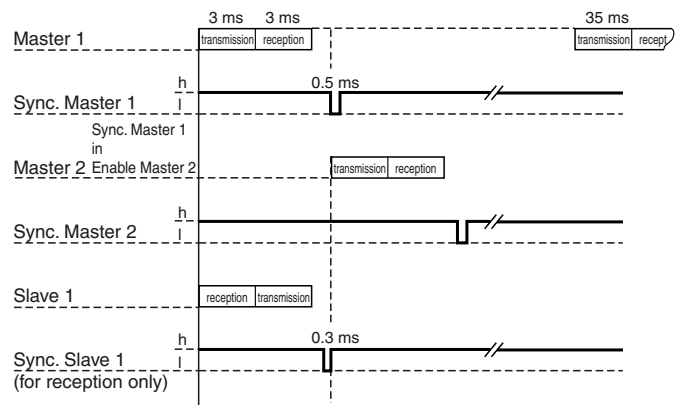 3 ms 3 ms 35 ms
Master 1 transmission reception transmission recept
h
l
0.5 ms
Sync. Master 1
Sync. Master 1
in
Master 2 Enable Master 2 transmission reception
h
l
Sync. Master 2
Slave 1 reception transmission
h
l
0.3 ms
Sync. Slave 1
(for reception only)